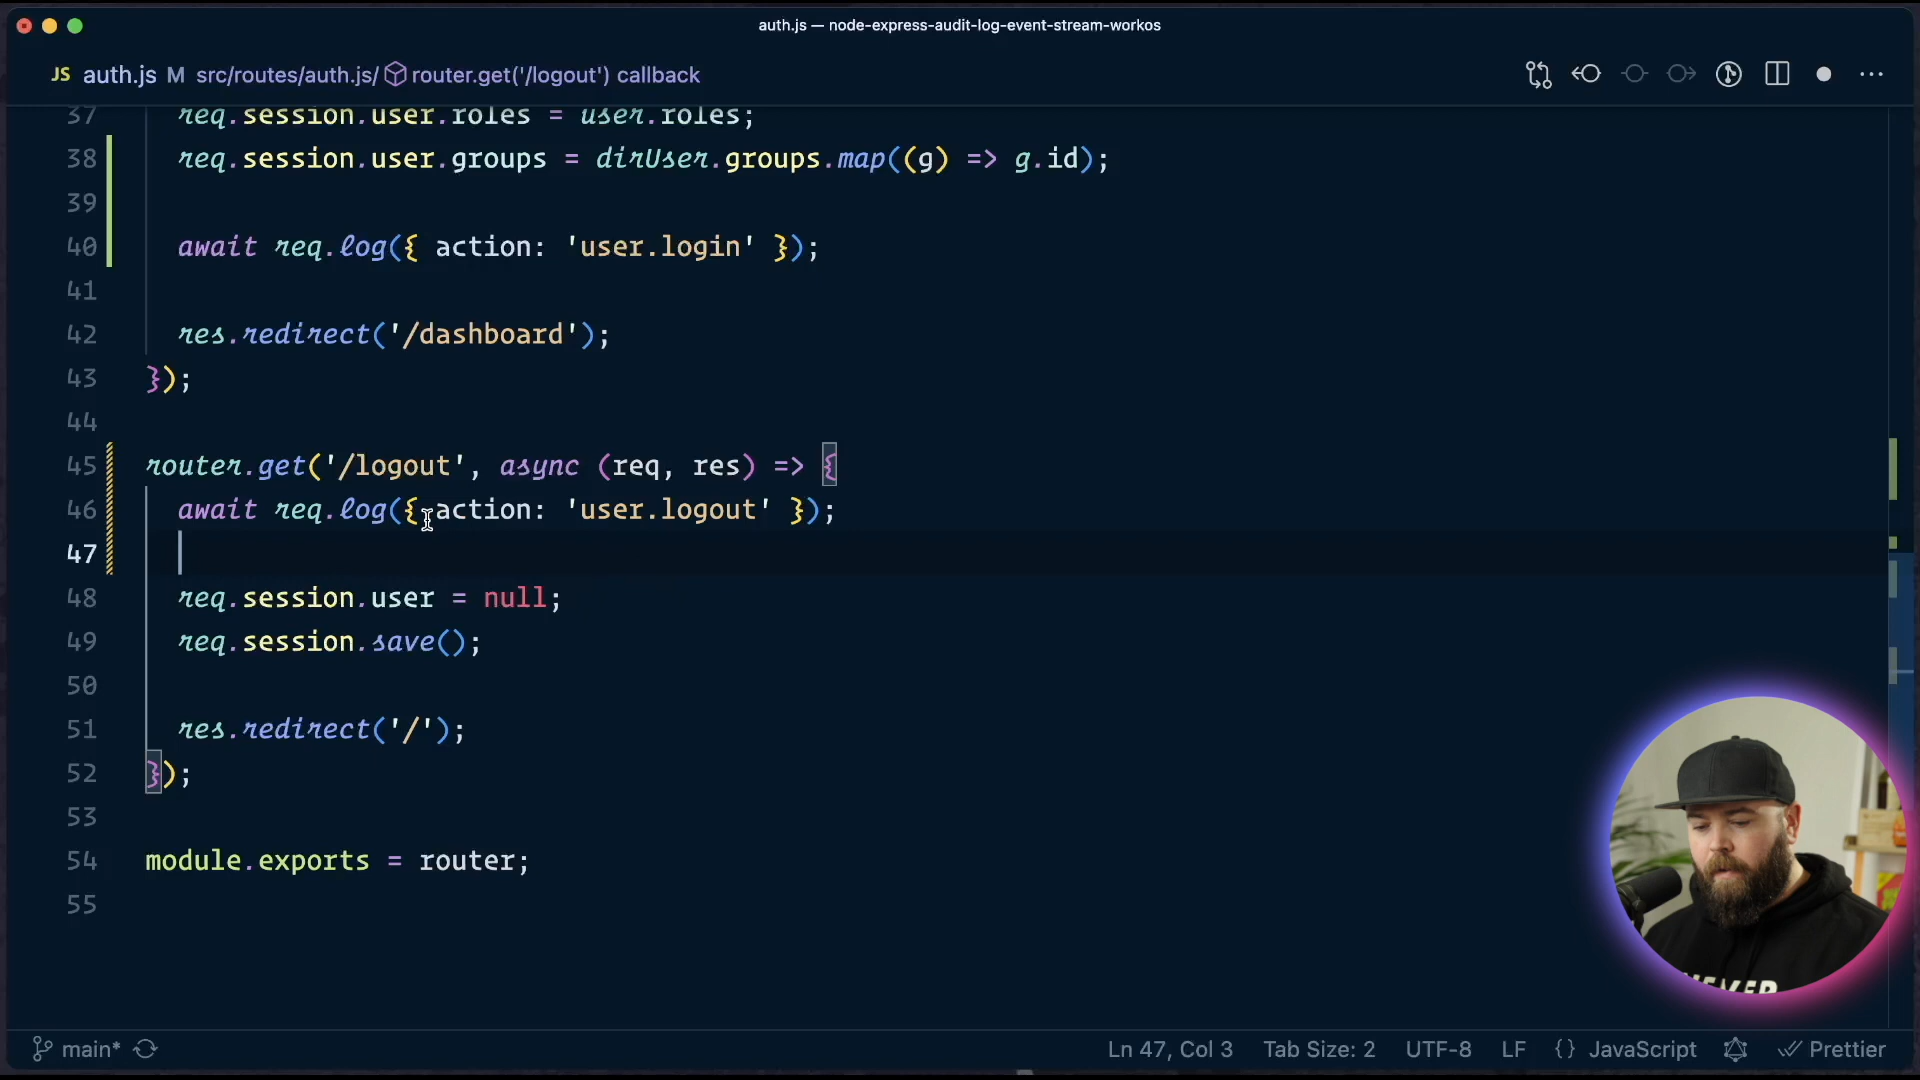 auth.js — node-express-audit-log-event-stream-workos
JS auth.js M src/routes/auth.js/ router.get('/logout') callback
37 req.session.user.roles = user.roles;
38 req.session.user.groups = dirUser.groups.map((g) => g.id);
39
40 await req.log({ action: 'user.login' });
41
42 res.redirect('/dashboard');
43 });
44
45 router.get('/logout', async (req, res) => {
46 await req.log({ action: 'user.logout' });
47
48 req.session.user = null;
49 req.session.save();
50
51 res.redirect('/');
52 });
53
54 module.exports = router;
55
main* Ln 47, Col 3 Tab Size: 2 UTF-8 LF {} JavaScript Prettier